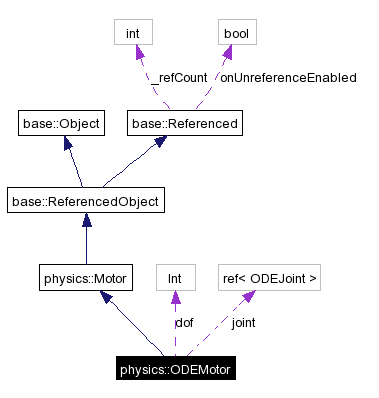 int
bool
_refCount
onUnreferenceEnabled
base::Object
base::Referenced
base::ReferencedObject
physics::Motor
Int
ref< ODEJoint >
dof
joint
physics::ODEMotor